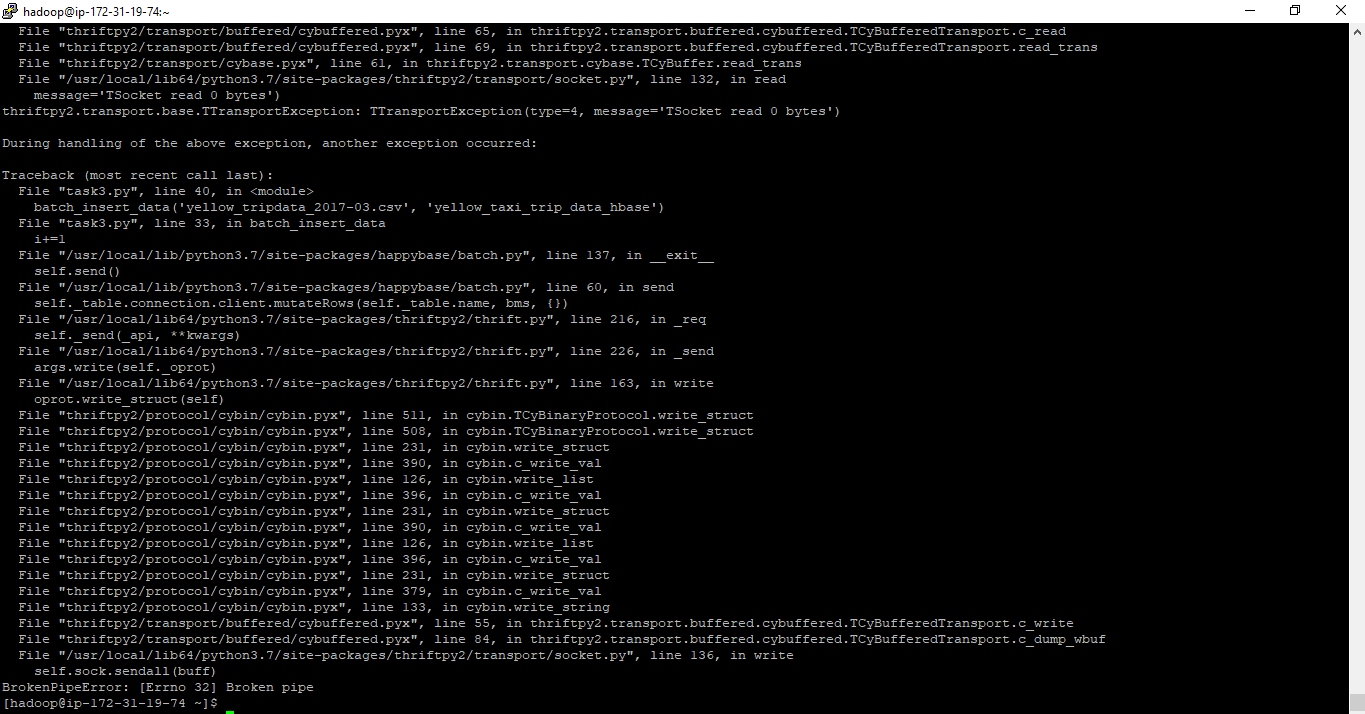 hadoop@ip-172-31-19-74:~
File "thriftpy2/transport/buffered/cybuffered.pyx", line 65, in thriftpy2.transport.buffered.cybuffered.TCyBufferedTransport.c_read
File "thriftpy2/transport/buffered/cybuffered.pyx", line 69, in thriftpy2.transport.buffered.cybuffered.TCyBufferedTransport.read_trans
File "thriftpy2/transport/cybase.pyx", line 61, in thriftpy2.transport.cybase.TCyBuffer.read_trans
File "/usr/local/lib64/python3.7/site-packages/thriftpy2/transport/socket.py", line 132, in read
message='TSocket read 0 bytes')
thriftpy2.transport.base.TTransportException: TTransportException(type=4, message='TSocket read 0 bytes')
During handling of the above exception, another exception occurred:
Traceback (most recent call last):
File "task3.py", line 40, in <module>
batch_insert_data('yellow_tripdata_2017-03.csv', 'yellow_taxi_trip_data_hbase')
File "task3.py", line 33, in batch_insert_data
i+=1
File "/usr/local/lib/python3.7/site-packages/happybase/batch.py", line 137, in __exit__
self.send()
File "/usr/local/lib/python3.7/site-packages/happybase/batch.py", line 60, in send
self._table.connection.client.mutateRows(self._table.name, bms, {})
File "/usr/local/lib64/python3.7/site-packages/thriftpy2/thrift.py", line 216, in _req
self._send(_api, **kwargs)
File "/usr/local/lib64/python3.7/site-packages/thriftpy2/thrift.py", line 226, in _send
args.write(self._oprot)
File "/usr/local/lib64/python3.7/site-packages/thriftpy2/thrift.py", line 163, in write
oprot.write_struct(self)
File "thriftpy2/protocol/cybin/cybin.pyx", line 511, in cybin.TCyBinaryProtocol.write_struct
File "thriftpy2/protocol/cybin/cybin.pyx", line 508, in cybin.TCyBinaryProtocol.write_struct
File "thriftpy2/protocol/cybin/cybin.pyx", line 231, in cybin.write_struct
File "thriftpy2/protocol/cybin/cybin.pyx", line 390, in cybin.c_write_val
File "thriftpy2/protocol/cybin/cybin.pyx", line 126, in cybin.write_list
File "thriftpy2/protocol/cybin/cybin.pyx", line 396, in cybin.c_write_val
File "thriftpy2/protocol/cybin/cybin.pyx", line 231, in cybin.write_struct
File "thriftpy2/protocol/cybin/cybin.pyx", line 390, in cybin.c_write_val
File "thriftpy2/protocol/cybin/cybin.pyx", line 126, in cybin.write_list
File "thriftpy2/protocol/cybin/cybin.pyx", line 396, in cybin.c_write_val
File "thriftpy2/protocol/cybin/cybin.pyx", line 231, in cybin.write_struct
File "thriftpy2/protocol/cybin/cybin.pyx", line 379, in cybin.c_write_val
File "thriftpy2/protocol/cybin/cybin.pyx", line 133, in cybin.write_string
File "thriftpy2/transport/buffered/cybuffered.pyx", line 55, in thriftpy2.transport.buffered.cybuffered.TCyBufferedTransport.c_write
File "thriftpy2/transport/buffered/cybuffered.pyx", line 84, in thriftpy2.transport.buffered.cybuffered.TCyBufferedTransport.c_dump_wbuf
File "/usr/local/lib64/python3.7/site-packages/thriftpy2/transport/socket.py", line 136, in write
self.sock.sendall(buff)
BrokenPipeError: [Errno 32] Broken pipe
[hadoop@ip-172-31-19-74 ~]$